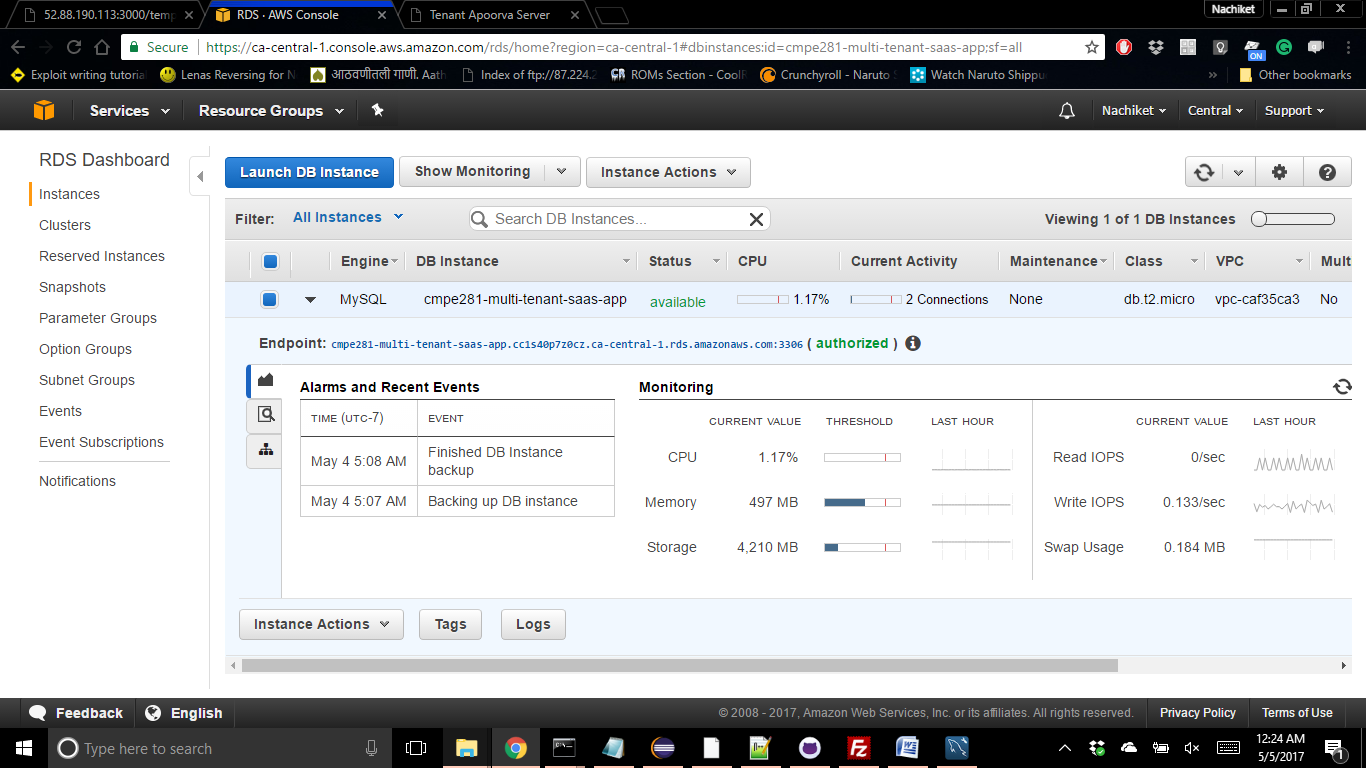 52.88.190.113:3000/temp
RDS · AWS Console
Tenant Apoorva Server
Nachiket
Secure
https://ca-central-1.console.aws.amazon.com/rds/home?region=ca-central-1#dbinstances:id=cmpe281-multi-tenant-saas-app;sf=all
ON
Exploit writing tutorial
Lenas Reversing for N
आठवणीतली गाणी. Aath
Index of ftp://87.224.2
CR ROMs Section - CoolR
Crunchyroll - Naruto S
Watch Naruto Shippu
»
Other bookmarks
Services
Resource Groups
Nachiket
Central
Support
RDS Dashboard
Instances
Clusters
Reserved Instances
Snapshots
Parameter Groups
Option Groups
Subnet Groups
Events
Event Subscriptions
Notifications
Launch DB Instance
Show Monitoring
Instance Actions
Filter: All Instances
Search DB Instances...
Viewing 1 of 1 DB Instances
Engine DB Instance Status CPU Current Activity Maintenance Class VPC Mult
MySQL cmpe281-multi-tenant-saas-app available 1.17% 2 Connections None db.t2.micro vpc-caf35ca3 No
Endpoint: cmpe281-multi-tenant-saas-app.cc1s40p7z0cz.ca-central-1.rds.amazonaws.com:3306 ( authorized )
Alarms and Recent Events
TIME (UTC-7) EVENT
May 4 5:08 AM Finished DB Instance
backup
May 4 5:07 AM Backing up DB instance
Monitoring
CURRENT VALUE THRESHOLD LAST HOUR
CPU 1.17%
Memory 497 MB
Storage 4,210 MB
CURRENT VALUE LAST HOUR
Read IOPS 0/sec
Write IOPS 0.133/sec
Swap Usage 0.184 MB
Instance Actions
Tags
Logs
Feedback
English
© 2008 - 2017, Amazon Web Services, Inc. or its affiliates. All rights reserved.
Privacy Policy
Terms of Use
Type here to search
12:24 AM
5/5/2017
1